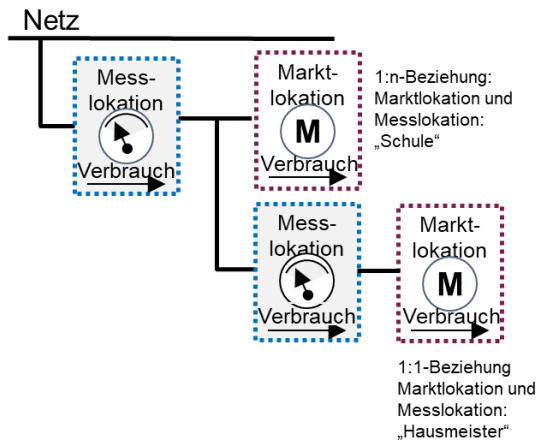 Netz
Mess-
lokation
Verbrauch
Markt-
lokation
M
Verbrauch
1:n-Beziehung:
Marktlokation und
Messlokation:
„Schule“
Mess-
lokation
Verbrauch
Markt-
lokation
M
Verbrauch
1:1-Beziehung
Marktlokation und
Messlokation:
„Hausmeister“